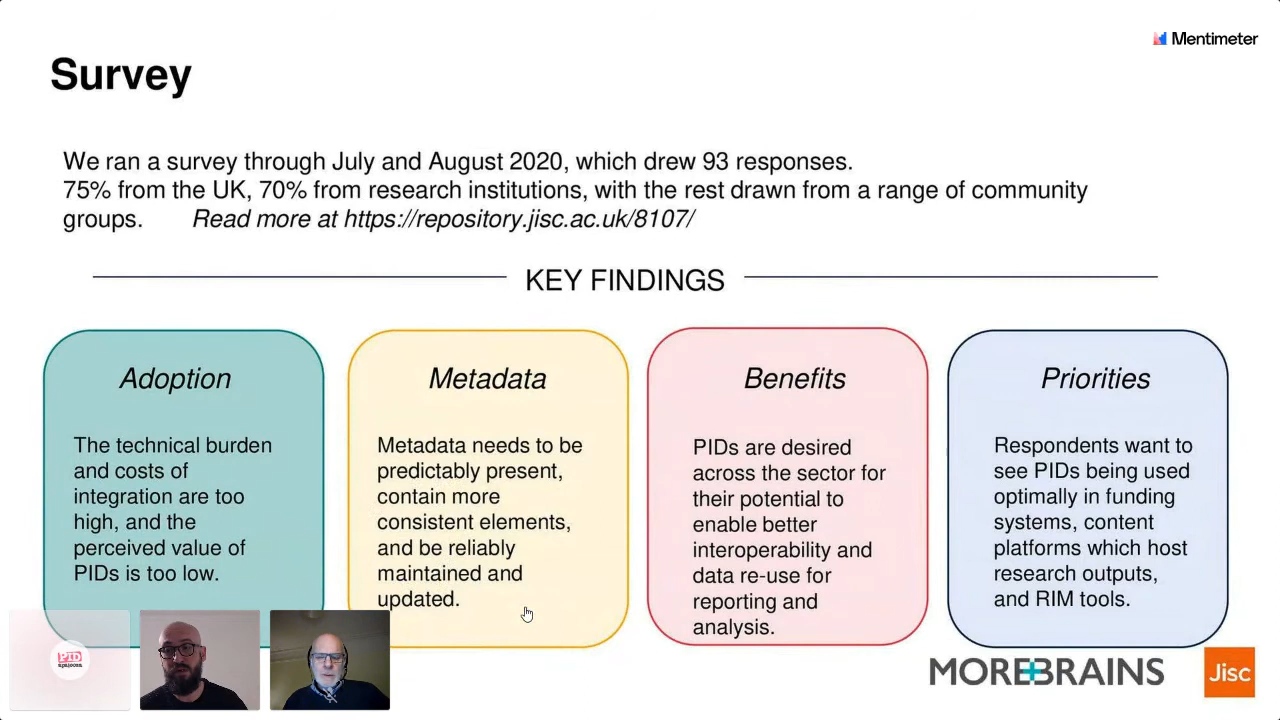 Mentimeter
Survey
We ran a survey through July and August 2020, which drew 93 responses.
75% from the UK, 70% from research institutions, with the rest drawn from a range of community
groups. Read more at https://repository.jisc.ac.uk/8107/
KEY FINDINGS
Adoption
The technical burden
and costs of
integration are too
high, and the
perceived value of
PIDs is too low.
Metadata
Metadata needs to be
predictably present,
contain more
consistent elements,
and be reliably
maintained and
updated.
Benefits
PIDs are desired
across the sector for
their potential to
enable better
interoperability and
data re-use for
reporting and
analysis.
Priorities
Respondents want to
see PIDs being used
optimally in funding
systems, content
platforms which host
research outputs,
and RIM tools.
PID
MOREBRAINS
Jisc